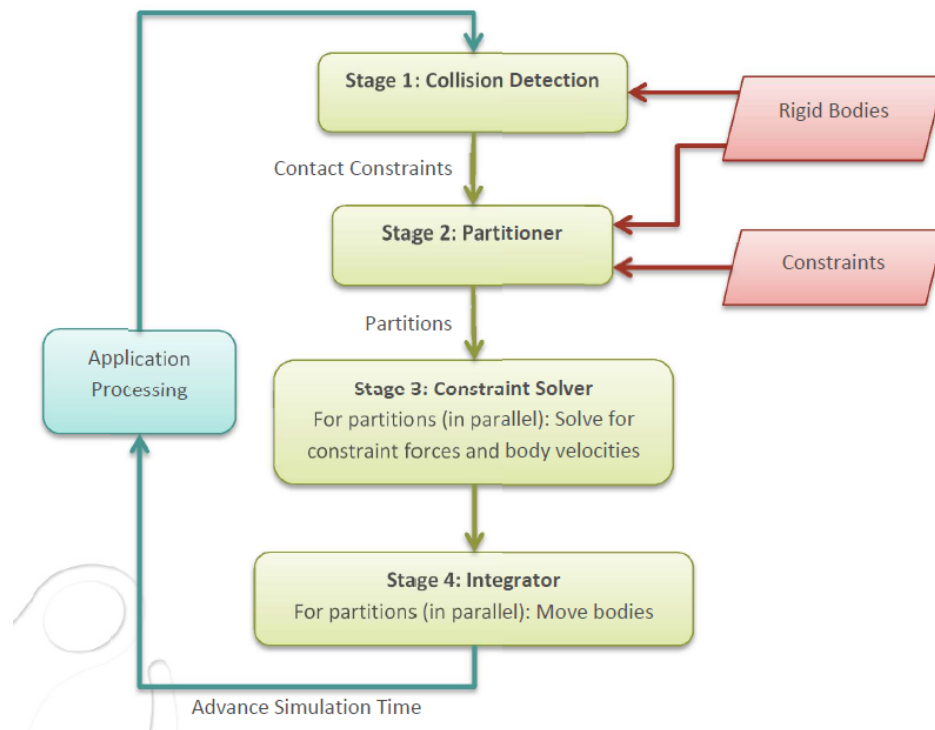 Stage 1: Collision Detection
Rigid Bodies
Contact Constraints
Stage 2: Partitioner
Constraints
Partitions
Application
Processing
Stage 3: Constraint Solver
For partitions (in parallel): Solve for
constraint forces and body velocities
Stage 4: Integrator
For partitions (in parallel): Move bodies
Advance Simulation Time